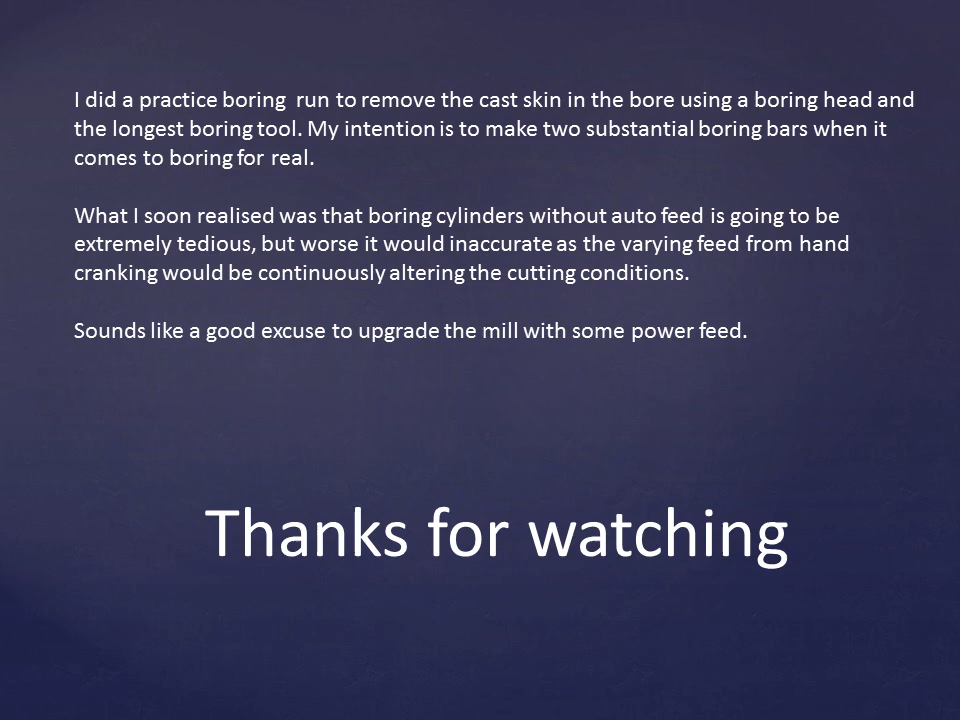 I did a practice boring  run to remove the cast skin in the bore using a boring head and
the longest boring tool. My intention is to make two substantial boring bars when it
comes to boring for real.

What I soon realised was that boring cylinders without auto feed is going to be
extremely tedious, but worse it would inaccurate as the varying feed from hand
cranking would be continuously altering the cutting conditions.

Sounds like a good excuse to upgrade the mill with some power feed.

Thanks for watching